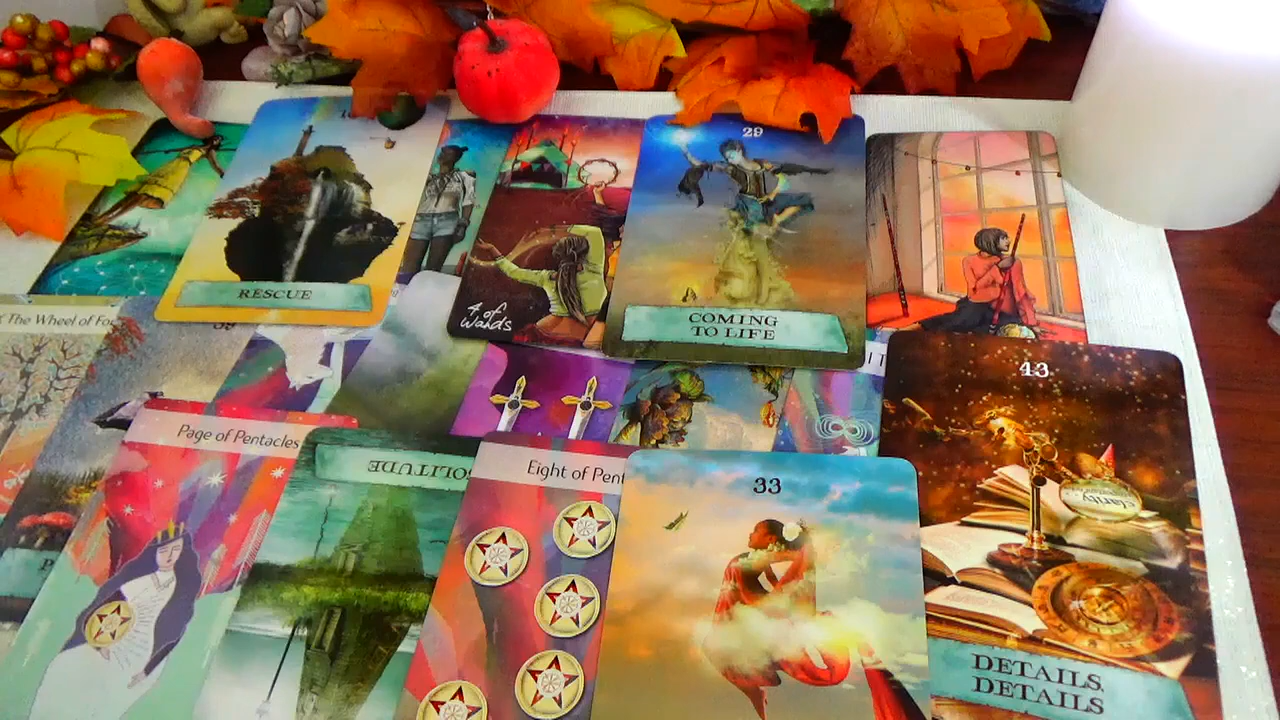 RESCUE
4 of
Wands
29
COMING
TO LIFE
The Wheel of
43
clarity
DETAILS,
DETAILS
Page of Pentacles
SOLITUDE
Eight of Pent
33